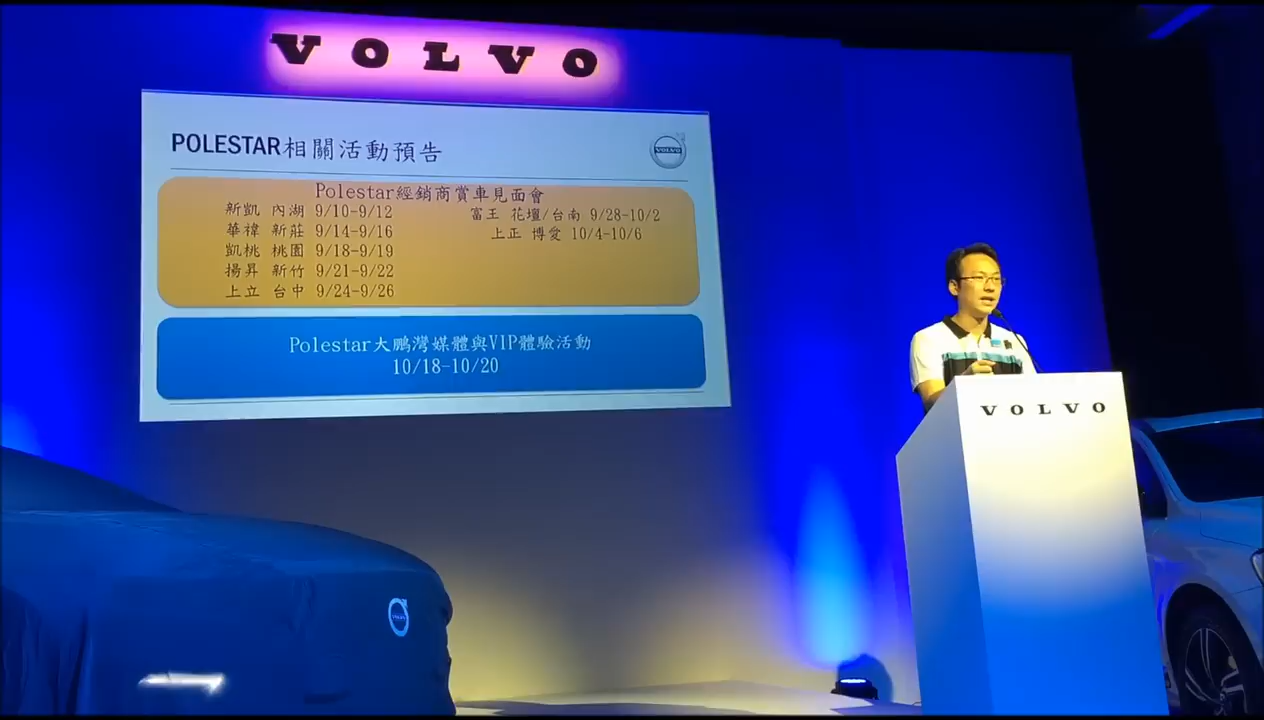 VOLVO
POLESTAR相關活動預告
VOLVO
Polestar經銷商賞車見面會
新凱 內湖 9/10-9/12
華禕 新莊 9/14-9/16
凱桃 桃園 9/18-9/19
揚昇 新竹 9/21-9/22
上立 台中 9/24-9/26
富王 花壇/台南 9/28-10/2
上正 博愛 10/4-10/6
Polestar大鵬灣媒體與VIP體驗活動
10/18-10/20
VOLVO